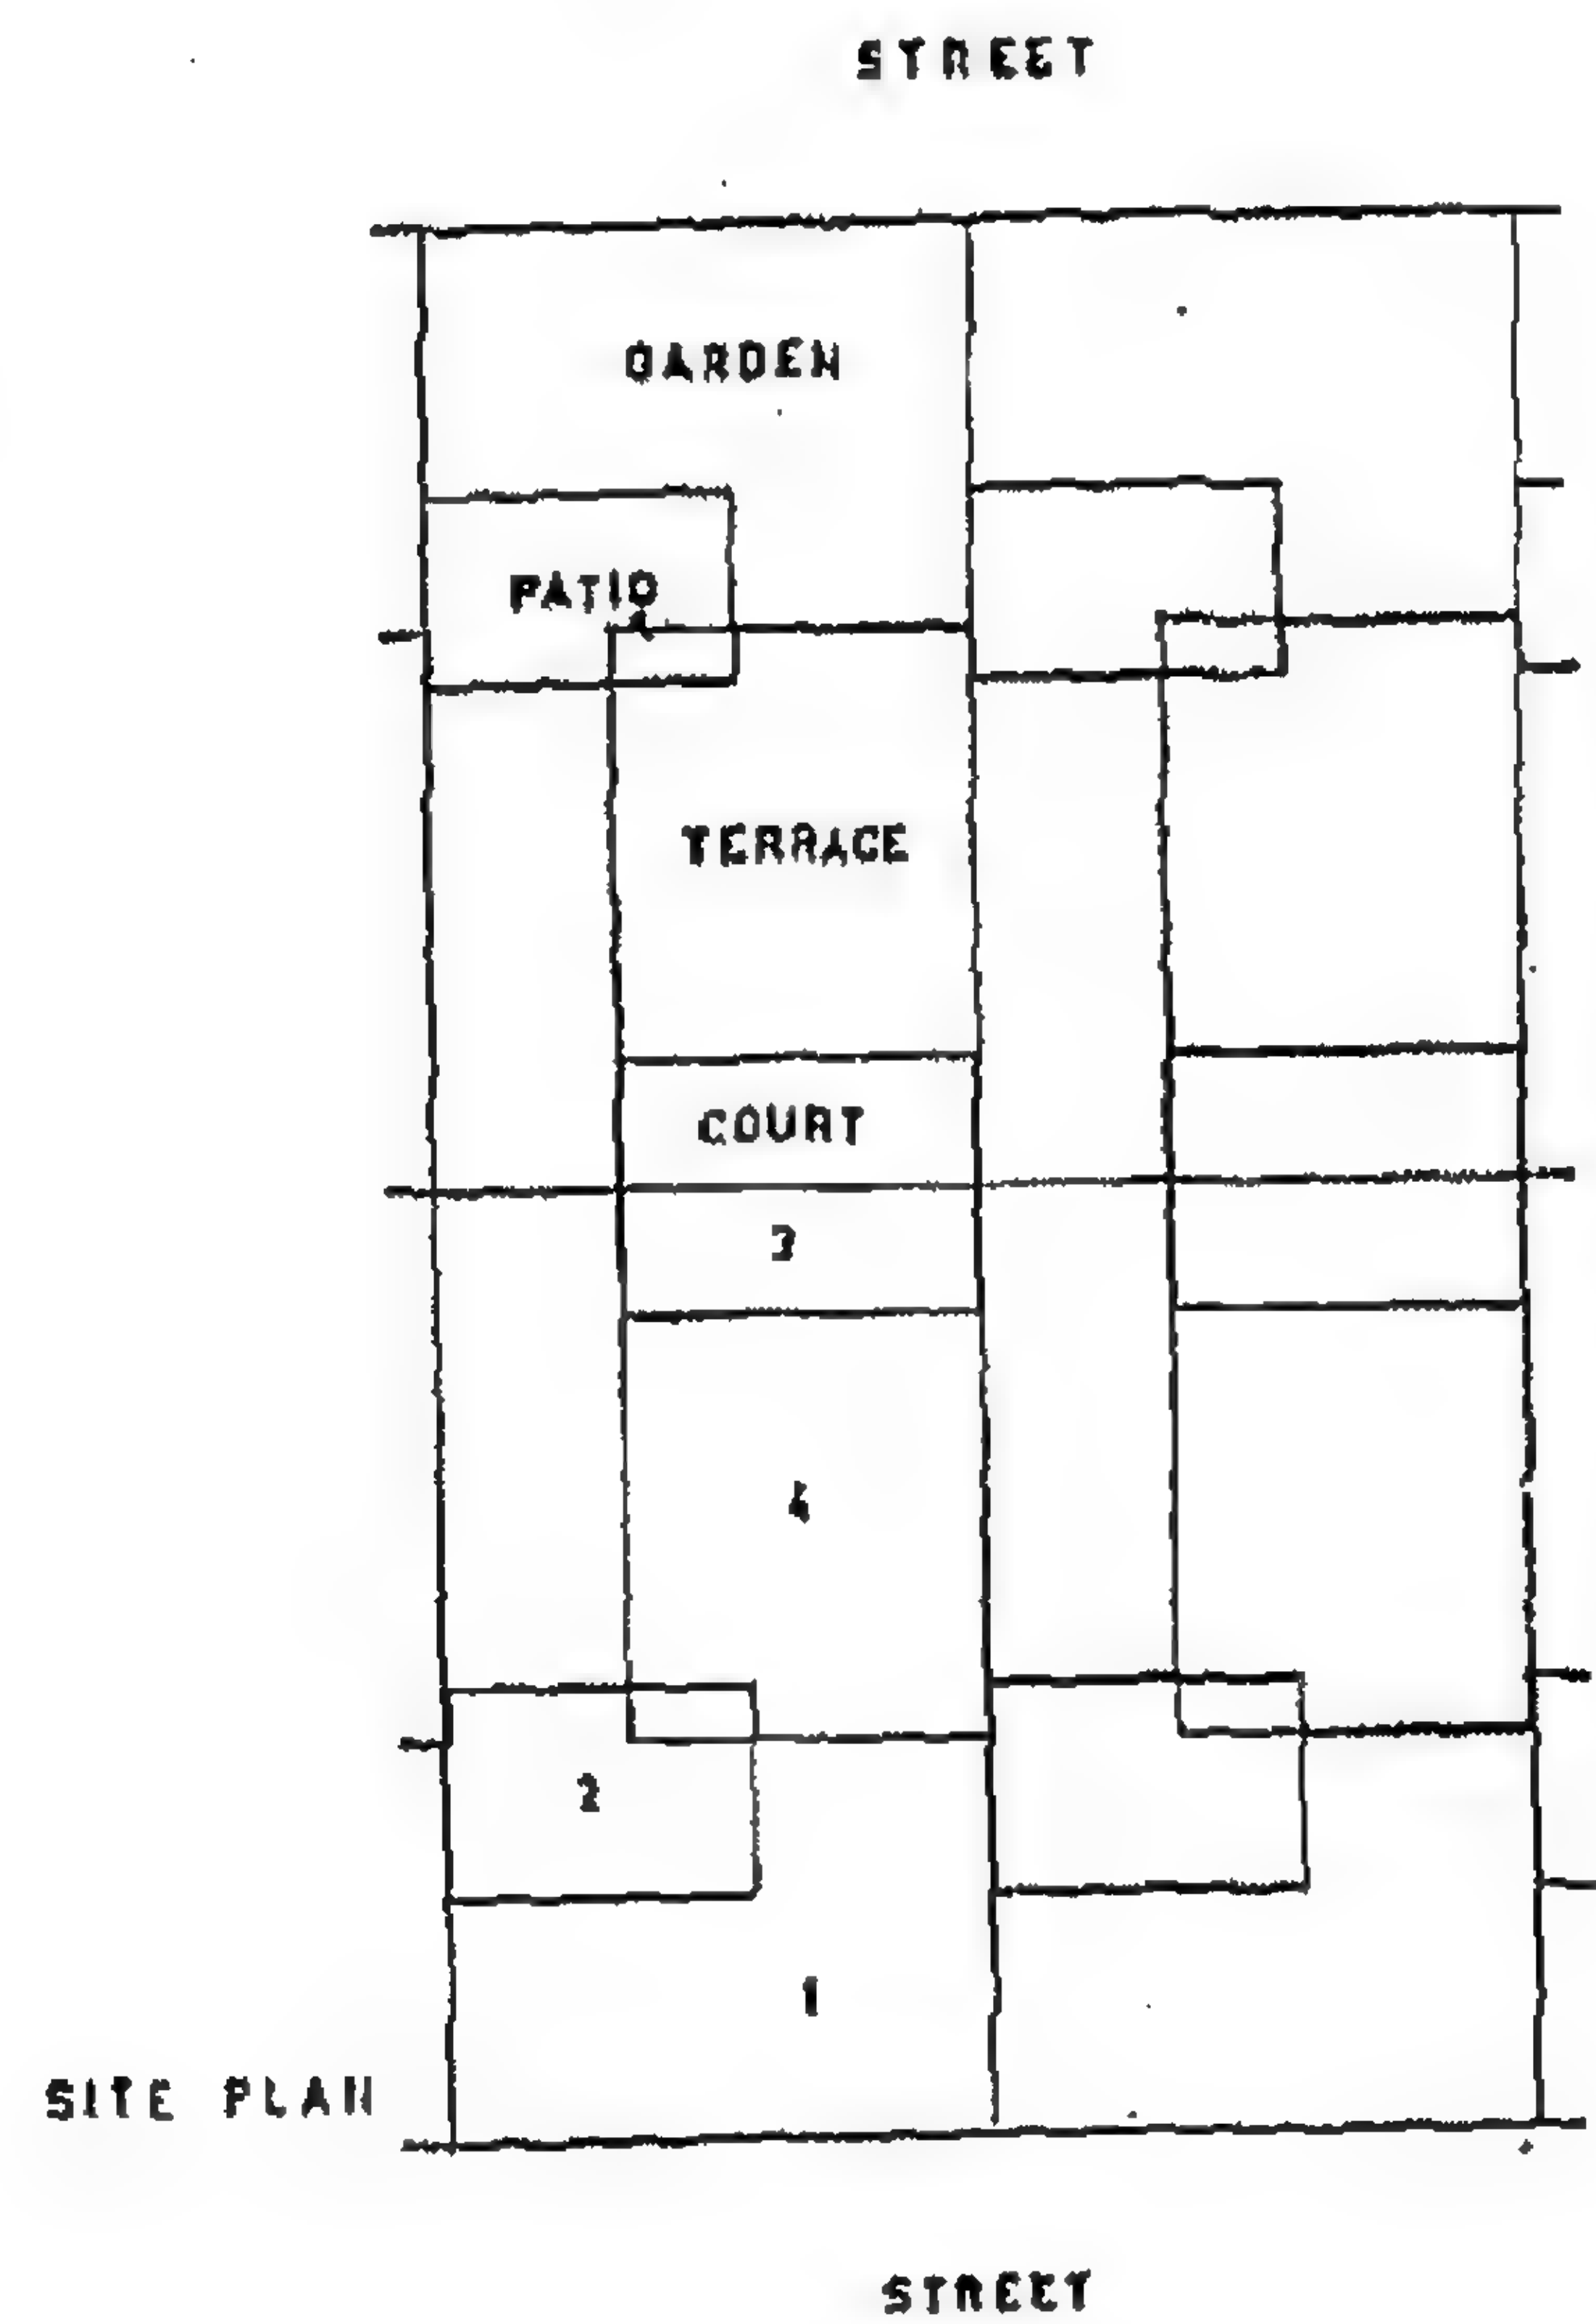 STREET
GARDEN
PATIO
TERRACE
COURT
3
4
2
1
SITE PLAN
STREET